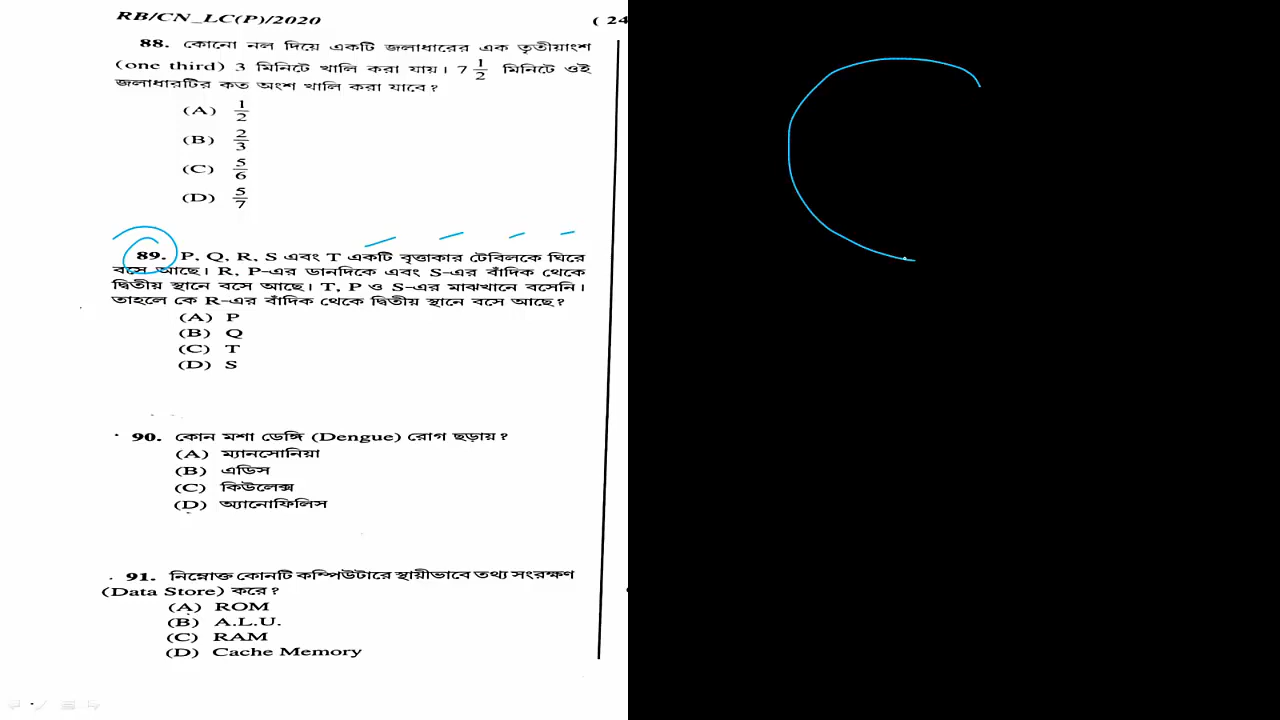 RB/CN_LC(P)/2020
( 24
88. কোনো নল দিয়ে একটি জলাধারের এক তৃতীয়াংশ
(one third) 3 মিনিটে খালি করা যায়। 7 1/2 মিনিটে ওই
জলাধারটির কত অংশ খালি করা যাবে?
(A) 1/2
(B) 2/3
(C) 5/6
(D) 5/7
89. P, Q, R, S এবং T একটি বৃত্তাকার টেবিলকে ঘিরে
বসে আছে। R, P-এর ডানদিকে এবং S-এর বাঁদিক থেকে
দ্বিতীয় স্থানে বসে আছে। T, P ও S-এর মাঝখানে বসেনি।
তাহলে কে R-এর বাঁদিক থেকে দ্বিতীয় স্থানে বসে আছে?
(A) P
(B) Q
(C) T
(D) S
90. কোন মশা ডেঙ্গি (Dengue) রোগ ছড়ায়?
(A) ম্যানসোনিয়া
(B) এডিস
(C) কিউলেক্স
(D) অ্যানোফিলিস
91. নিম্নোক্ত কোনটি কম্পিউটারে স্থায়ীভাবে তথ্য সংরক্ষণ
(Data Store) করে?
(A) ROM
(B) A.L.U.
(C) RAM
(D) Cache Memory